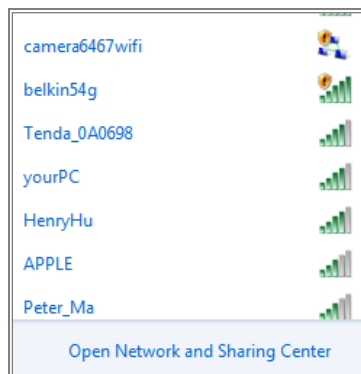 camera6467wifi
belkin54g
Tenda_0A0698
yourPC
HenryHu
APPLE
Peter_Ma
Open Network and Sharing Center